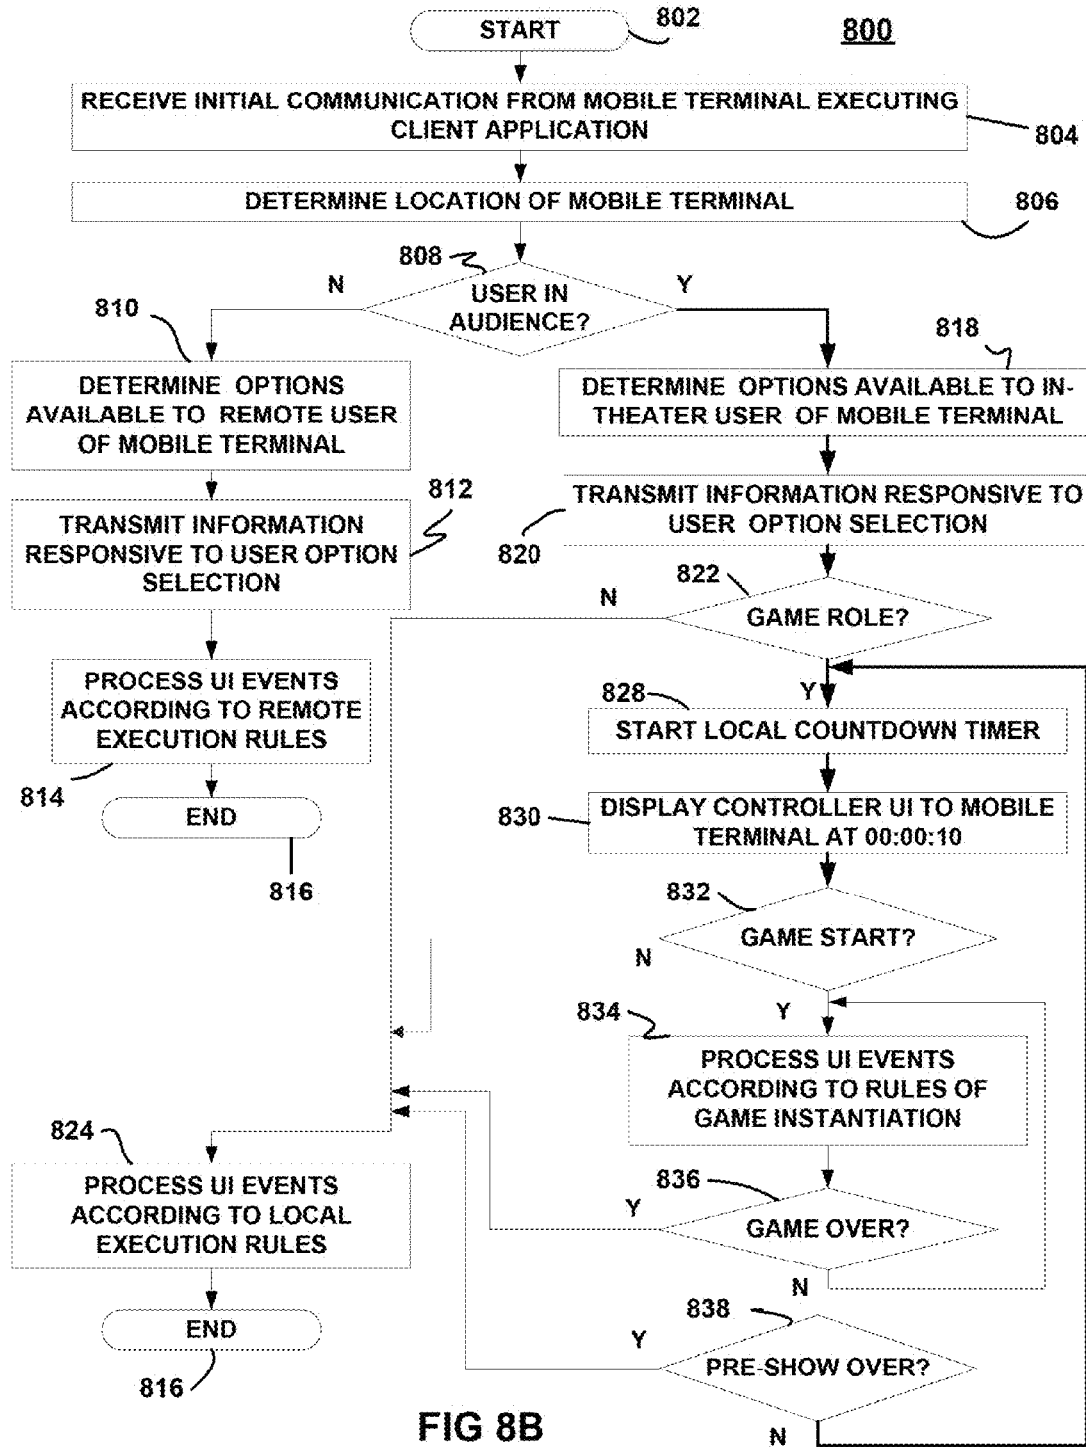 START
802
800
RECEIVE INITIAL COMMUNICATION FROM MOBILE TERMINAL EXECUTING
CLIENT APPLICATION
804
DETERMINE LOCATION OF MOBILE TERMINAL
806
808
N
USER IN
AUDIENCE?
Y
810
DETERMINE OPTIONS
AVAILABLE TO REMOTE USER
OF MOBILE TERMINAL
818
DETERMINE OPTIONS AVAILABLE TO IN-
THEATER USER OF MOBILE TERMINAL
812
TRANSMIT INFORMATION
RESPONSIVE TO USER OPTION
SELECTION
TRANSMIT INFORMATION RESPONSIVE TO
USER OPTION SELECTION
820
822
N
GAME ROLE?
PROCESS UI EVENTS
ACCORDING TO REMOTE
EXECUTION RULES
814
END
816
Y
828
START LOCAL COUNTDOWN TIMER
830
DISPLAY CONTROLLER UI TO MOBILE
TERMINAL AT 00:00:10
832
GAME START?
N
Y
834
PROCESS UI EVENTS
ACCORDING TO RULES OF
GAME INSTANTIATION
824
PROCESS UI EVENTS
ACCORDING TO LOCAL
EXECUTION RULES
836
Y
GAME OVER?
N
END
816
838
Y
PRE-SHOW OVER?
N
FIG 8B